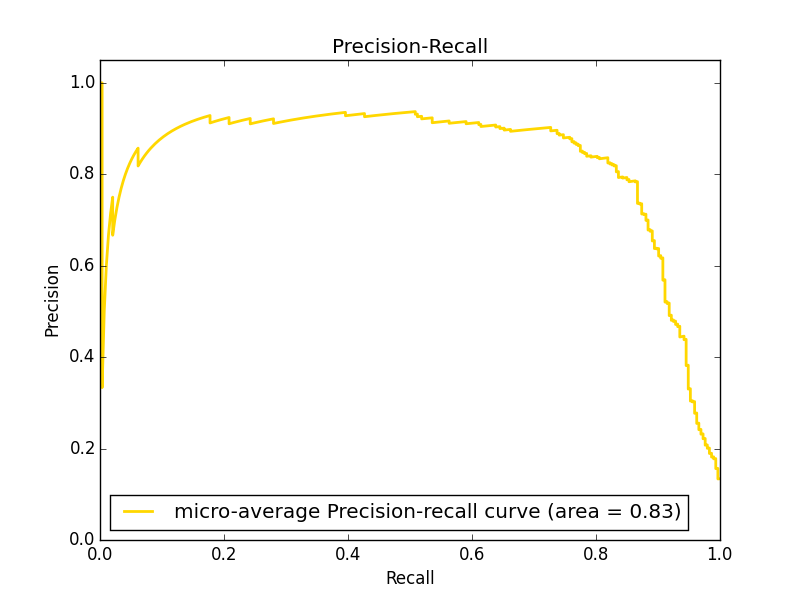 Precision-Recall
1.0
0.8
0.6
0.4
0.2
0.0
Precision
micro-average Precision-recall curve (area = 0.83)
0.0 0.2 0.4 0.6 0.8 1.0
Recall